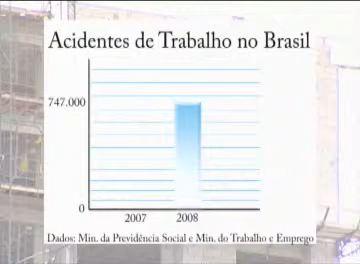 Acidentes de Trabalho no Brasil
747.000
0
2007 2008
Dados: Min. da Previdência Social e Min. do Trabalho e Emprego